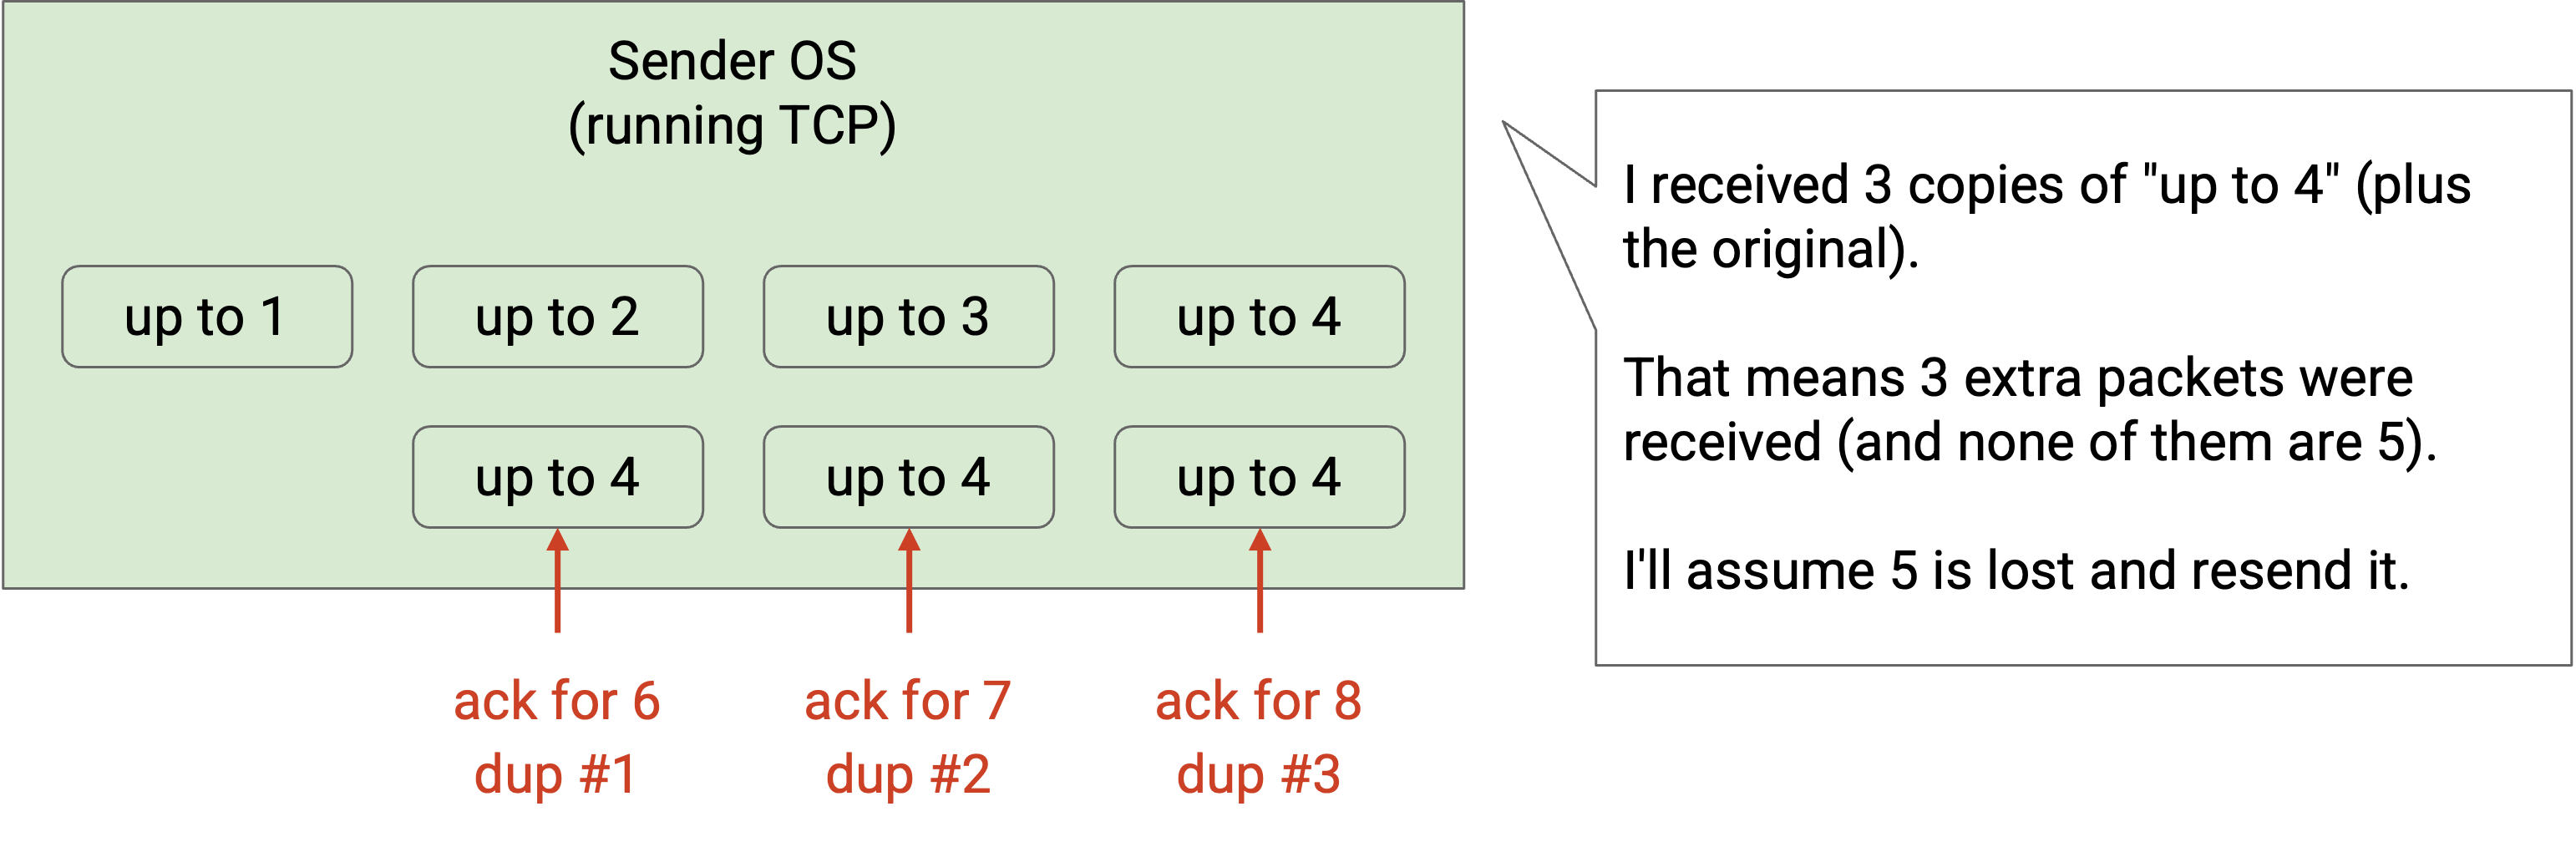 Sender OS
(running TCP)
up to 1
up to 2
up to 3
up to 4
up to 4
up to 4
up to 4
ack for 6
dup #1
ack for 7
dup #2
ack for 8
dup #3
I received 3 copies of "up to 4" (plus
the original).
That means 3 extra packets were
received (and none of them are 5).
I'll assume 5 is lost and resend it.